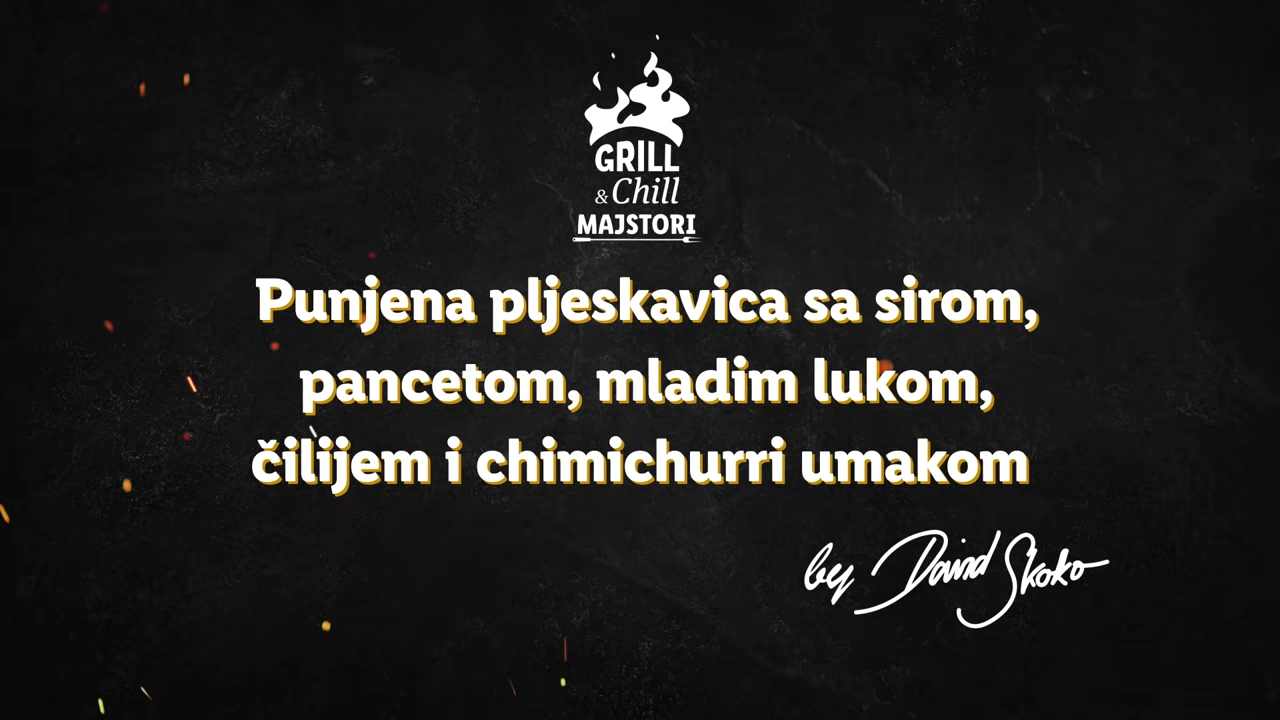 GRILL
& Chill
MAJSTORI
Punjena pljeskavica sa sirom,
pancetom, mladim lukom,
čilijem i chimichurri umakom
by David Skoko